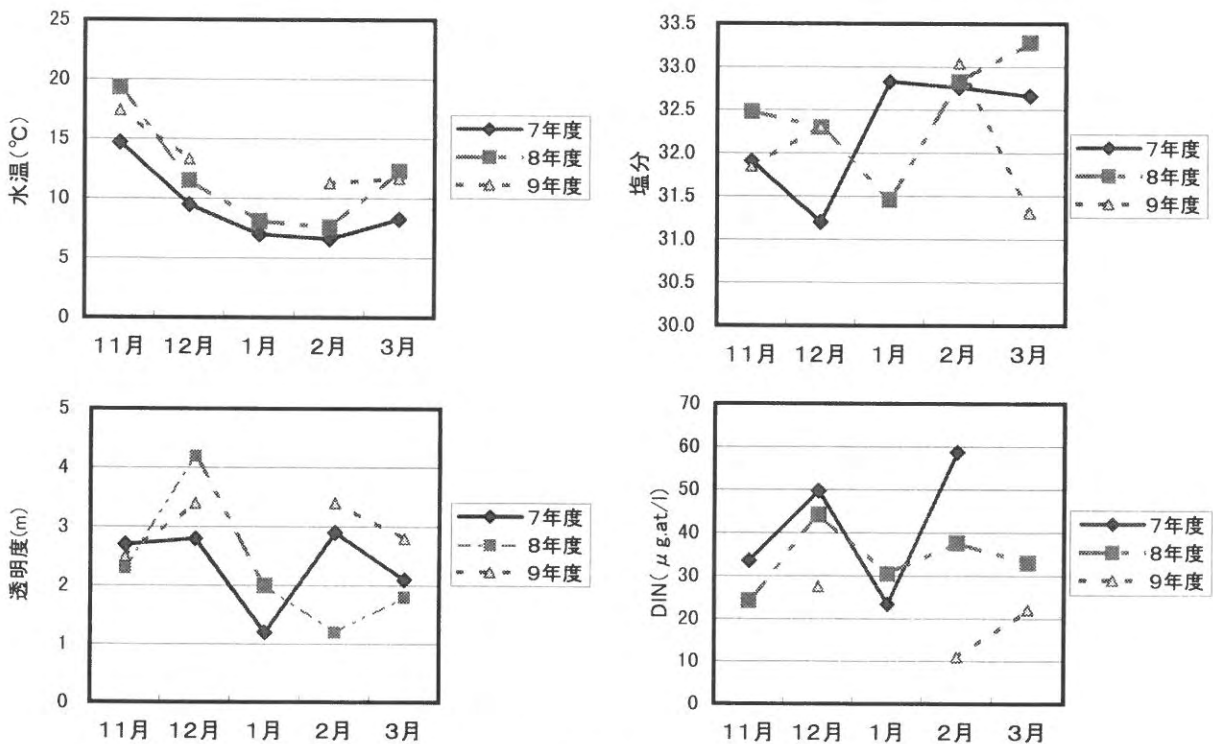 水温(℃)
25
20
15
10
5
0
11月 12月 1月 2月 3月
7年度
8年度
9年度
塩分
33.5
33.0
32.5
32.0
31.5
31.0
30.5
30.0
11月 12月 1月 2月 3月
7年度
8年度
9年度
透明度(m)
5
4
3
2
1
0
11月 12月 1月 2月 3月
7年度
8年度
9年度
DIN(μg.at/l)
70
60
50
40
30
20
10
0
11月 12月 1月 2月 3月
7年度
8年度
9年度